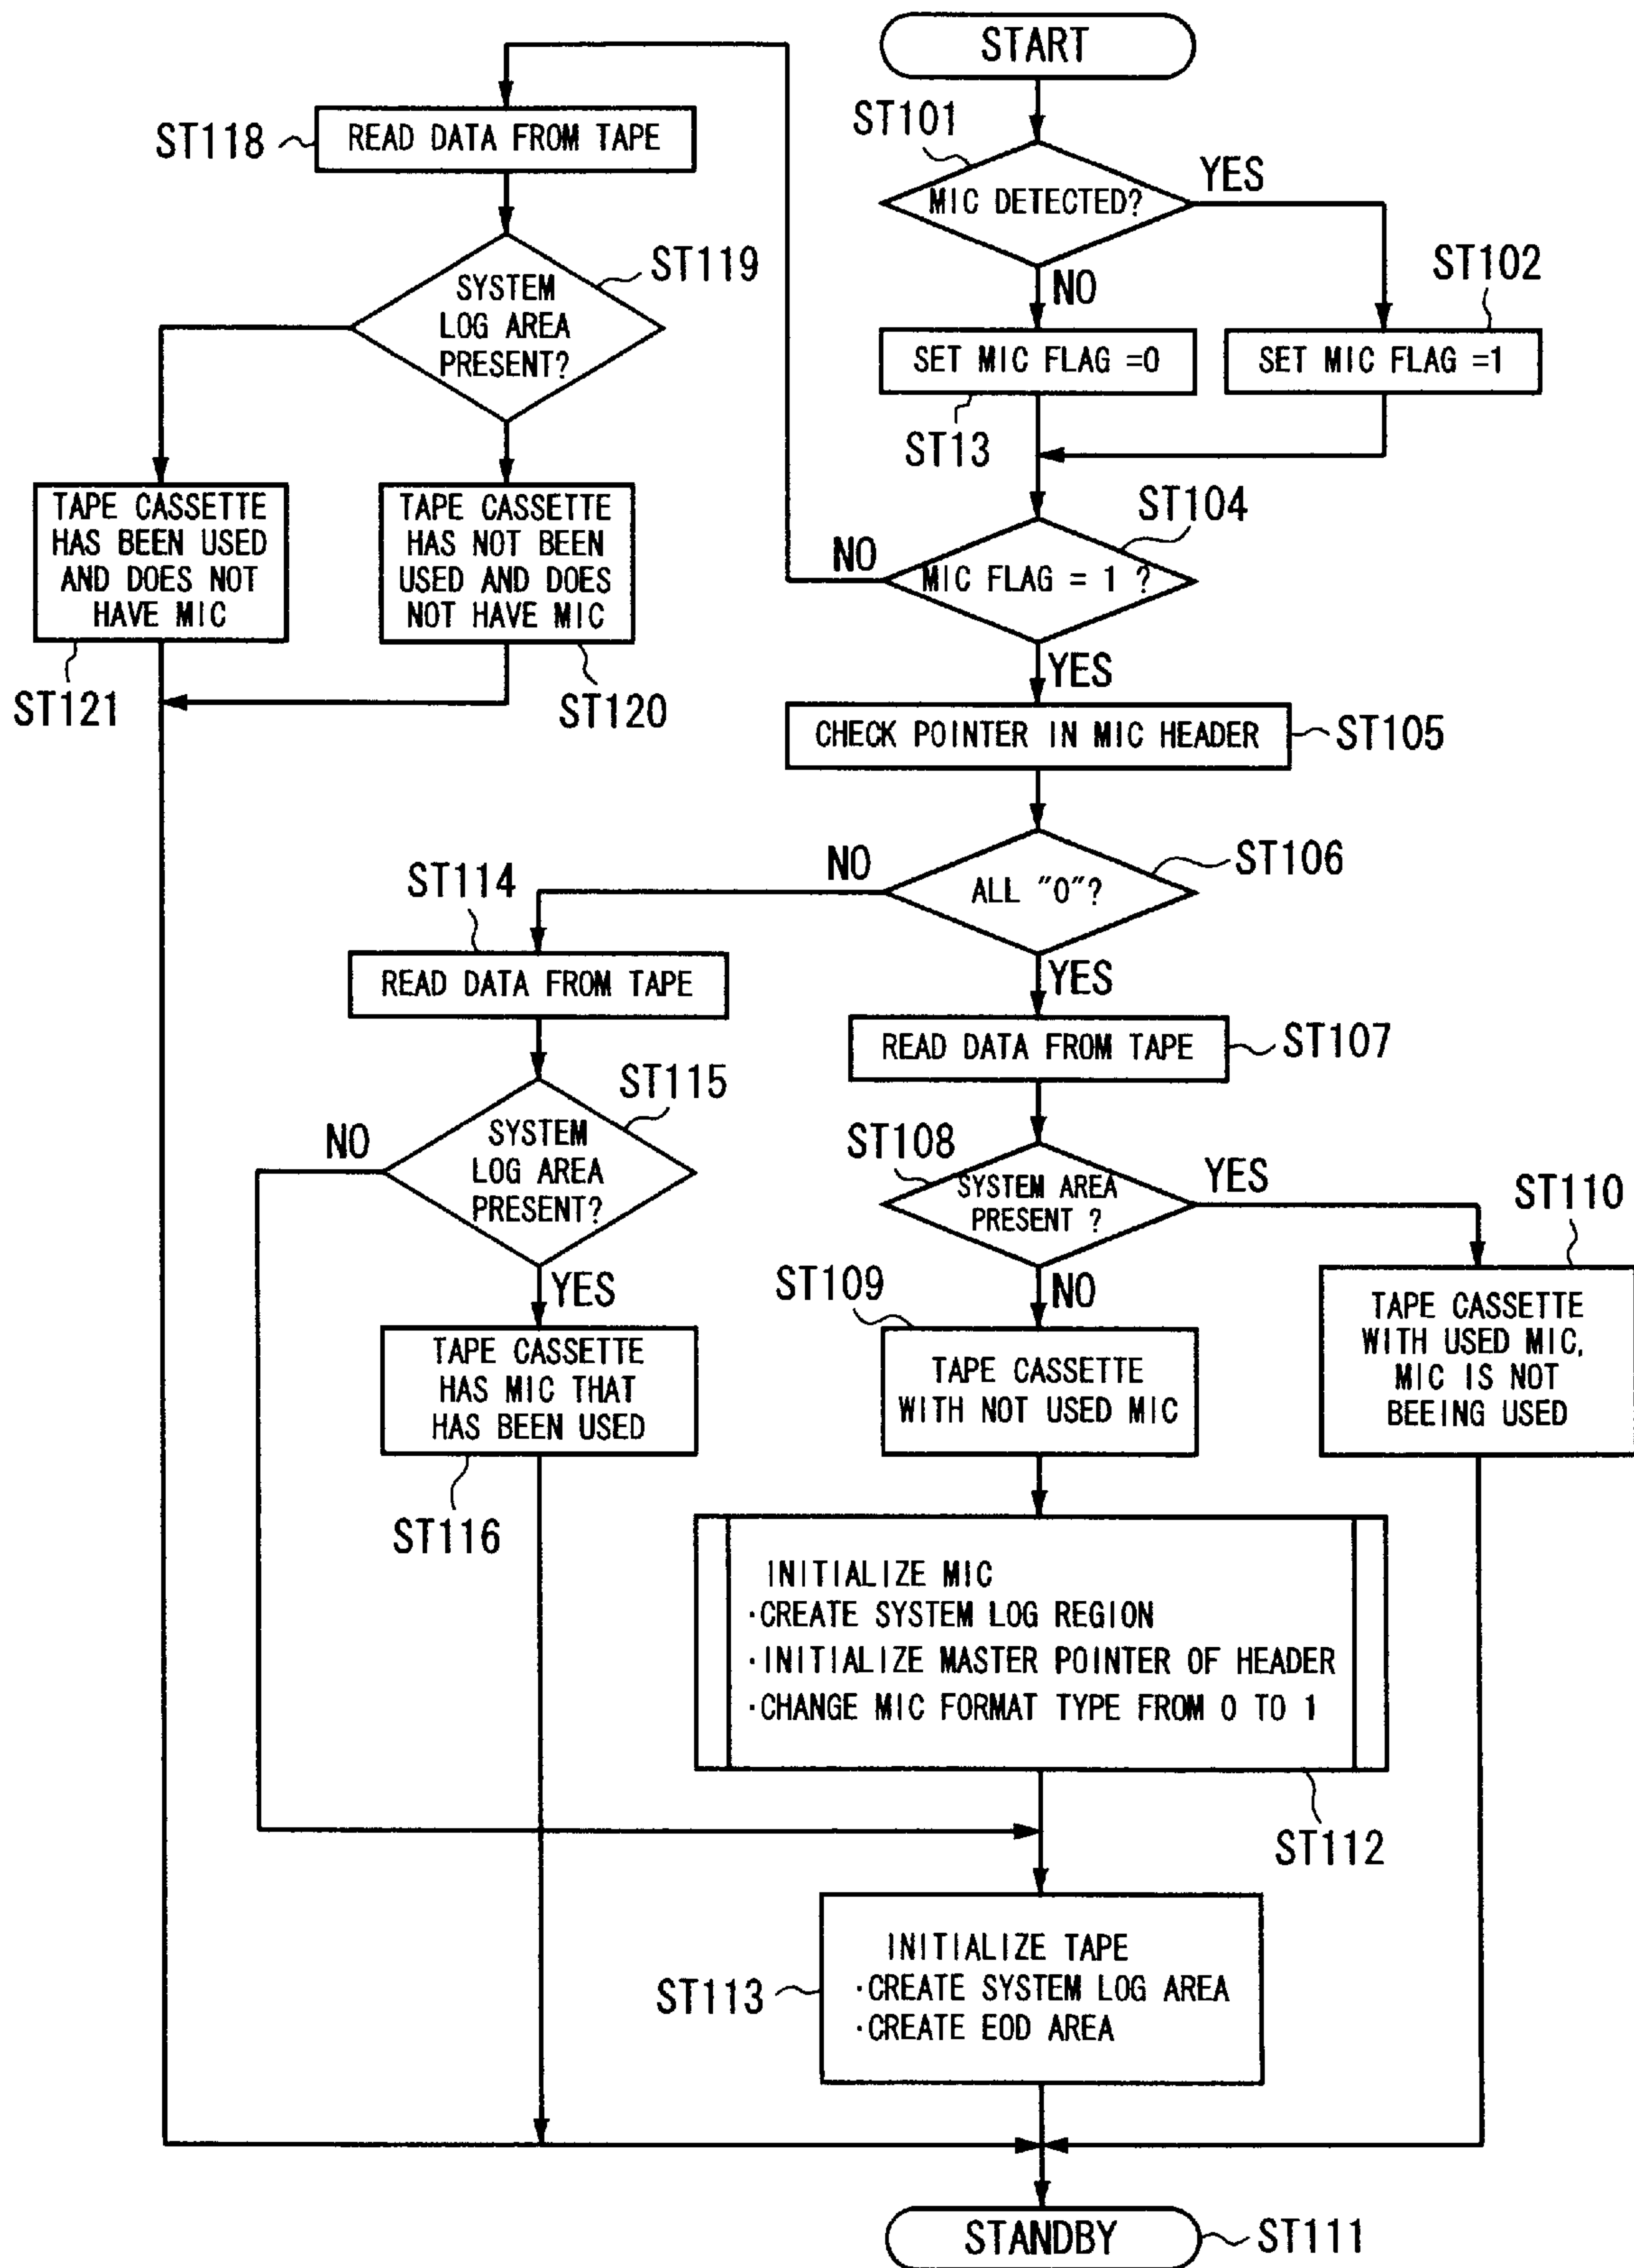 START
ST101
MIC DETECTED?
YES
NO
ST102
SET MIC FLAG =0
SET MIC FLAG =1
ST13
ST118
READ DATA FROM TAPE
ST119
SYSTEM
LOG AREA
PRESENT?
TAPE CASSETTE
HAS BEEN USED
AND DOES NOT
HAVE MIC
ST121
TAPE CASSETTE
HAS NOT BEEN
USED AND DOES
NOT HAVE MIC
ST120
ST104
NO
MIC FLAG = 1 ?
YES
CHECK POINTER IN MIC HEADER
ST105
NO
ALL "0"?
ST106
YES
ST114
READ DATA FROM TAPE
READ DATA FROM TAPE
ST107
ST115
NO
SYSTEM
LOG AREA
PRESENT?
YES
ST108
SYSTEM AREA
PRESENT ?
YES
NO
ST110
ST109
TAPE CASSETTE
HAS MIC THAT
HAS BEEN USED
ST116
TAPE CASSETTE
WITH NOT USED MIC
TAPE CASSETTE
WITH USED MIC,
MIC IS NOT
BEEING USED
INITIALIZE MIC
·CREATE SYSTEM LOG REGION
·INITIALIZE MASTER POINTER OF HEADER
·CHANGE MIC FORMAT TYPE FROM 0 TO 1
ST112
INITIALIZE TAPE
·CREATE SYSTEM LOG AREA
·CREATE EOD AREA
ST113
STANDBY
ST111